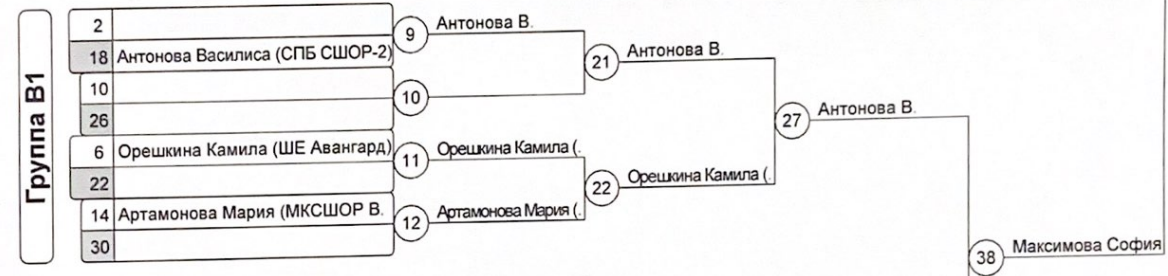 Группа B1
2
18 Антонова Василиса (СПБ СШОР-2)
10
26
6 Орешкина Камила (ШЕ Авангард)
22
14 Артамонова Мария (МКСШОР В.
30
9 Антонова В.
10
11 Орешкина Камила (.
12 Артамонова Мария (.
21 Антонова В.
22 Орешкина Камила (.
27 Антонова В.
38 Максимова София